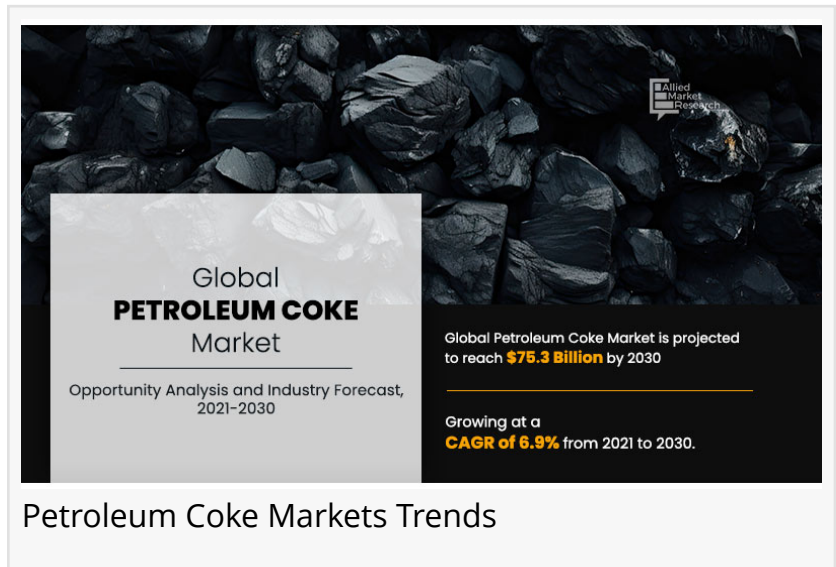 Allied
Market
Research
Global
PETROLEUM COKE
Market
Opportunity Analysis and Industry Forecast,
2021-2030
Global Petroleum Coke Market is projected
to reach $75.3 Billion by 2030
Growing at a
CAGR of 6.9% from 2021 to 2030.
Petroleum Coke Markets Trends